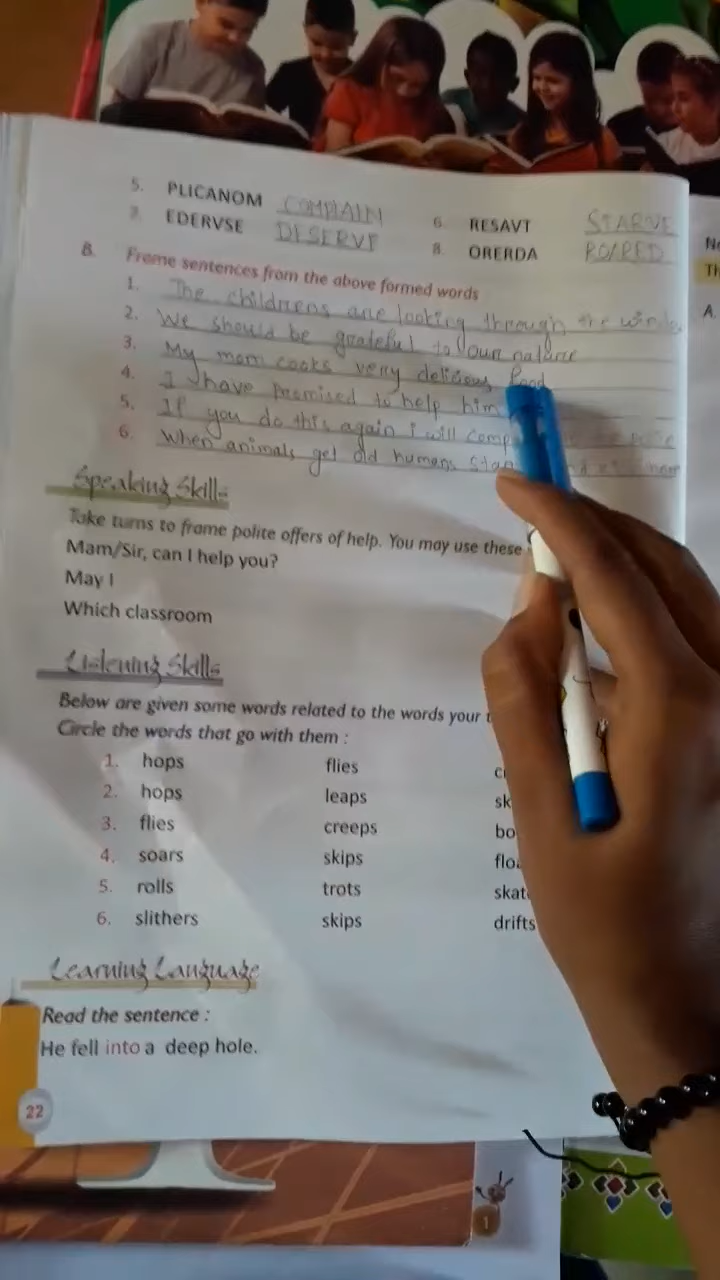 5. PLICANOM COMPLAIN
6. RESAVT STARVE
7. EDERVSE DESERVE
8. ORERDA ROARED
B. Frame sentences from the above formed words
1. The childrens are looking through the
2. We should be grateful to our nature
3. My mom cooks very delicious food
4. I have promised to help him
5. If you do this again i will
6. When animals get old humans
Speaking Skills
Take turns to frame polite offers of help. You may use these
Mam/Sir, can I help you?
May I
Which classroom
Listening Skills
Below are given some words related to the words your
Circle the words that go with them :
1. hops flies
2. hops leaps
3. flies creeps
4. soars skips
5. rolls trots
6. slithers skips drifts
Learning Language
Read the sentence :
He fell into a deep hole.
22
1
A.